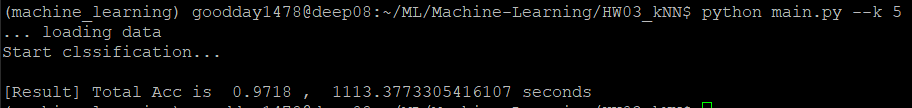 (machine_learning) goodday1478@deep08:~/ML/Machine-Learning/HW03_kNN$ python main.py --k 5
... loading data
Start clssification...
[Result] Total Acc is  0.9718 ,  1113.3773305416107 seconds